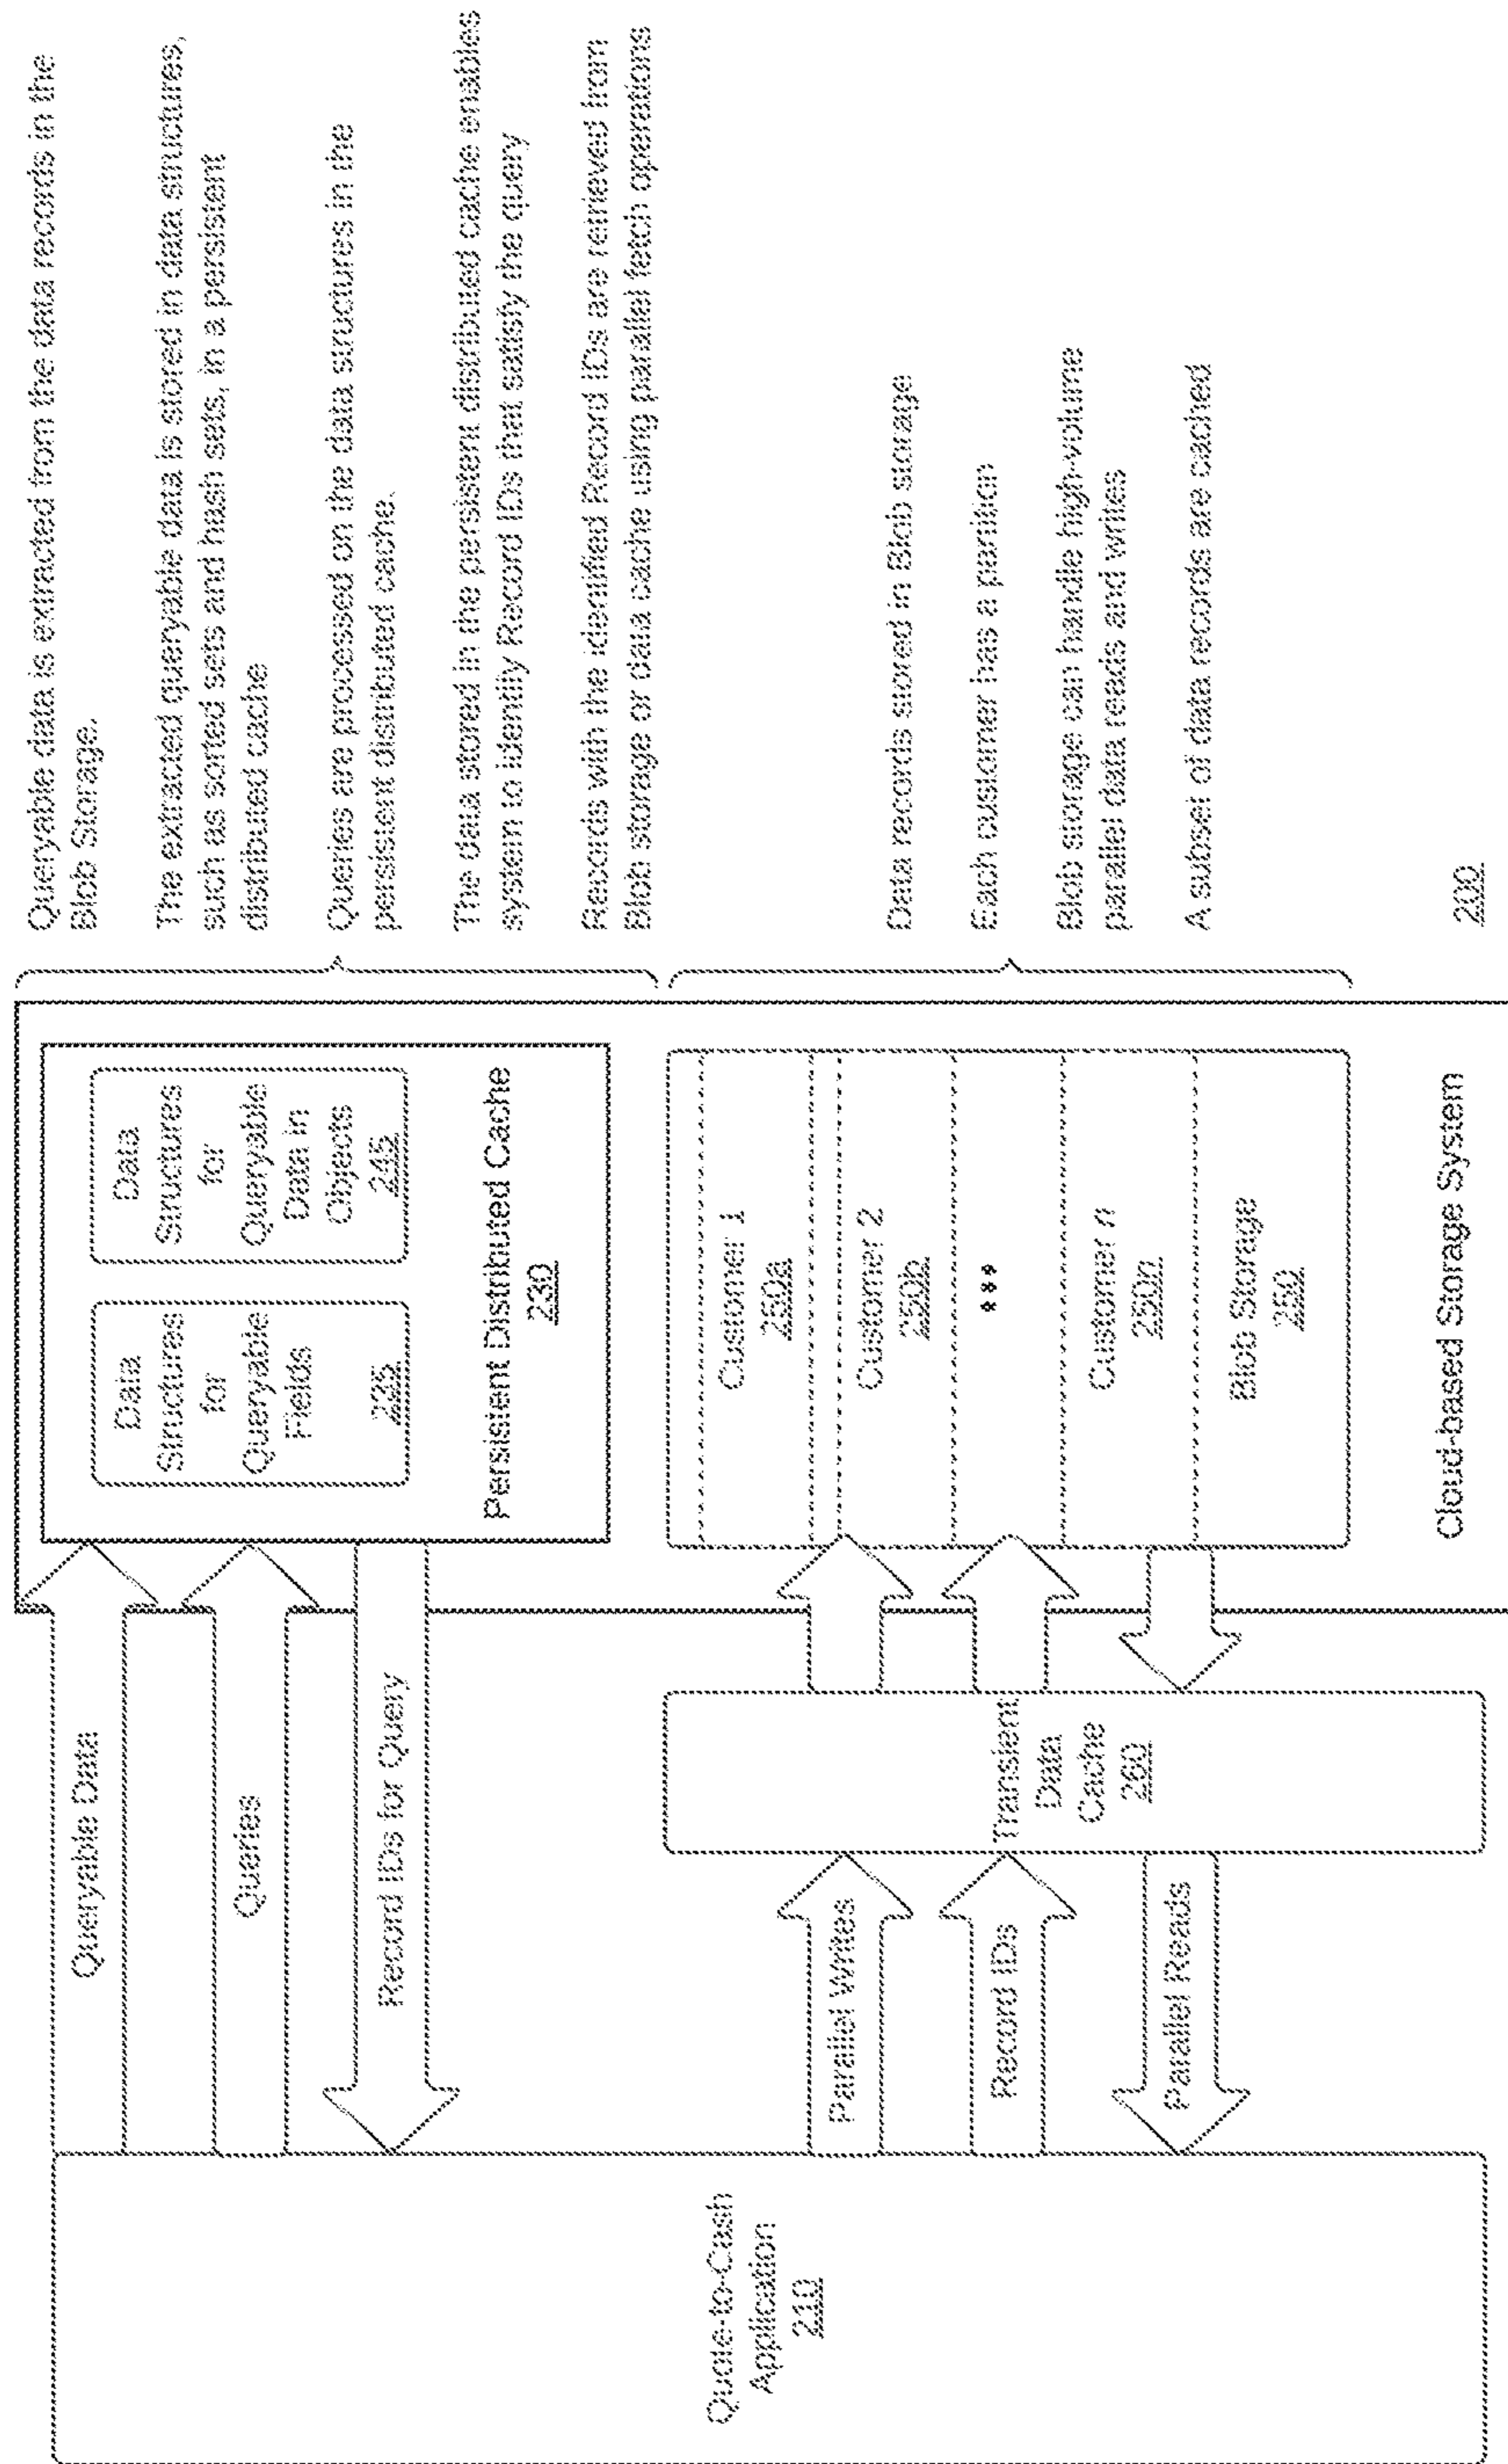 Quote-to-Cash
Application
210
Queryable Data
Queries
Record IDs for Query
Parallel Writes
Record IDs
Parallel Reads
Transient
Data
Cache
260
Data
Structures
for
Queryable
Fields
235
Data
Structures
for
Queryable
Data in
Objects
245
Persistent Distributed Cache
230
Customer 1
250a
Customer 2
250b
•••
Customer n
250n
Blob Storage
250
Cloud-based Storage System
Queryable data is extracted from the data records in the
Blob Storage.
The extracted queryable data is stored in data structures,
such as sorted sets and hash sets, in a persistent
distributed cache
Queries are processed on the data structures in the
persistent distributed cache.
The data stored in the persistent distributed cache enables
system to identify Record IDs that satisfy the query
Records with the identified Record IDs are retrieved from
Blob storage or data cache using parallel fetch operations
Data records stored in Blob storage
Each customer has a partition
Blob storage can handle high-volume
parallel data reads and writes
A subset of data records are cached
200